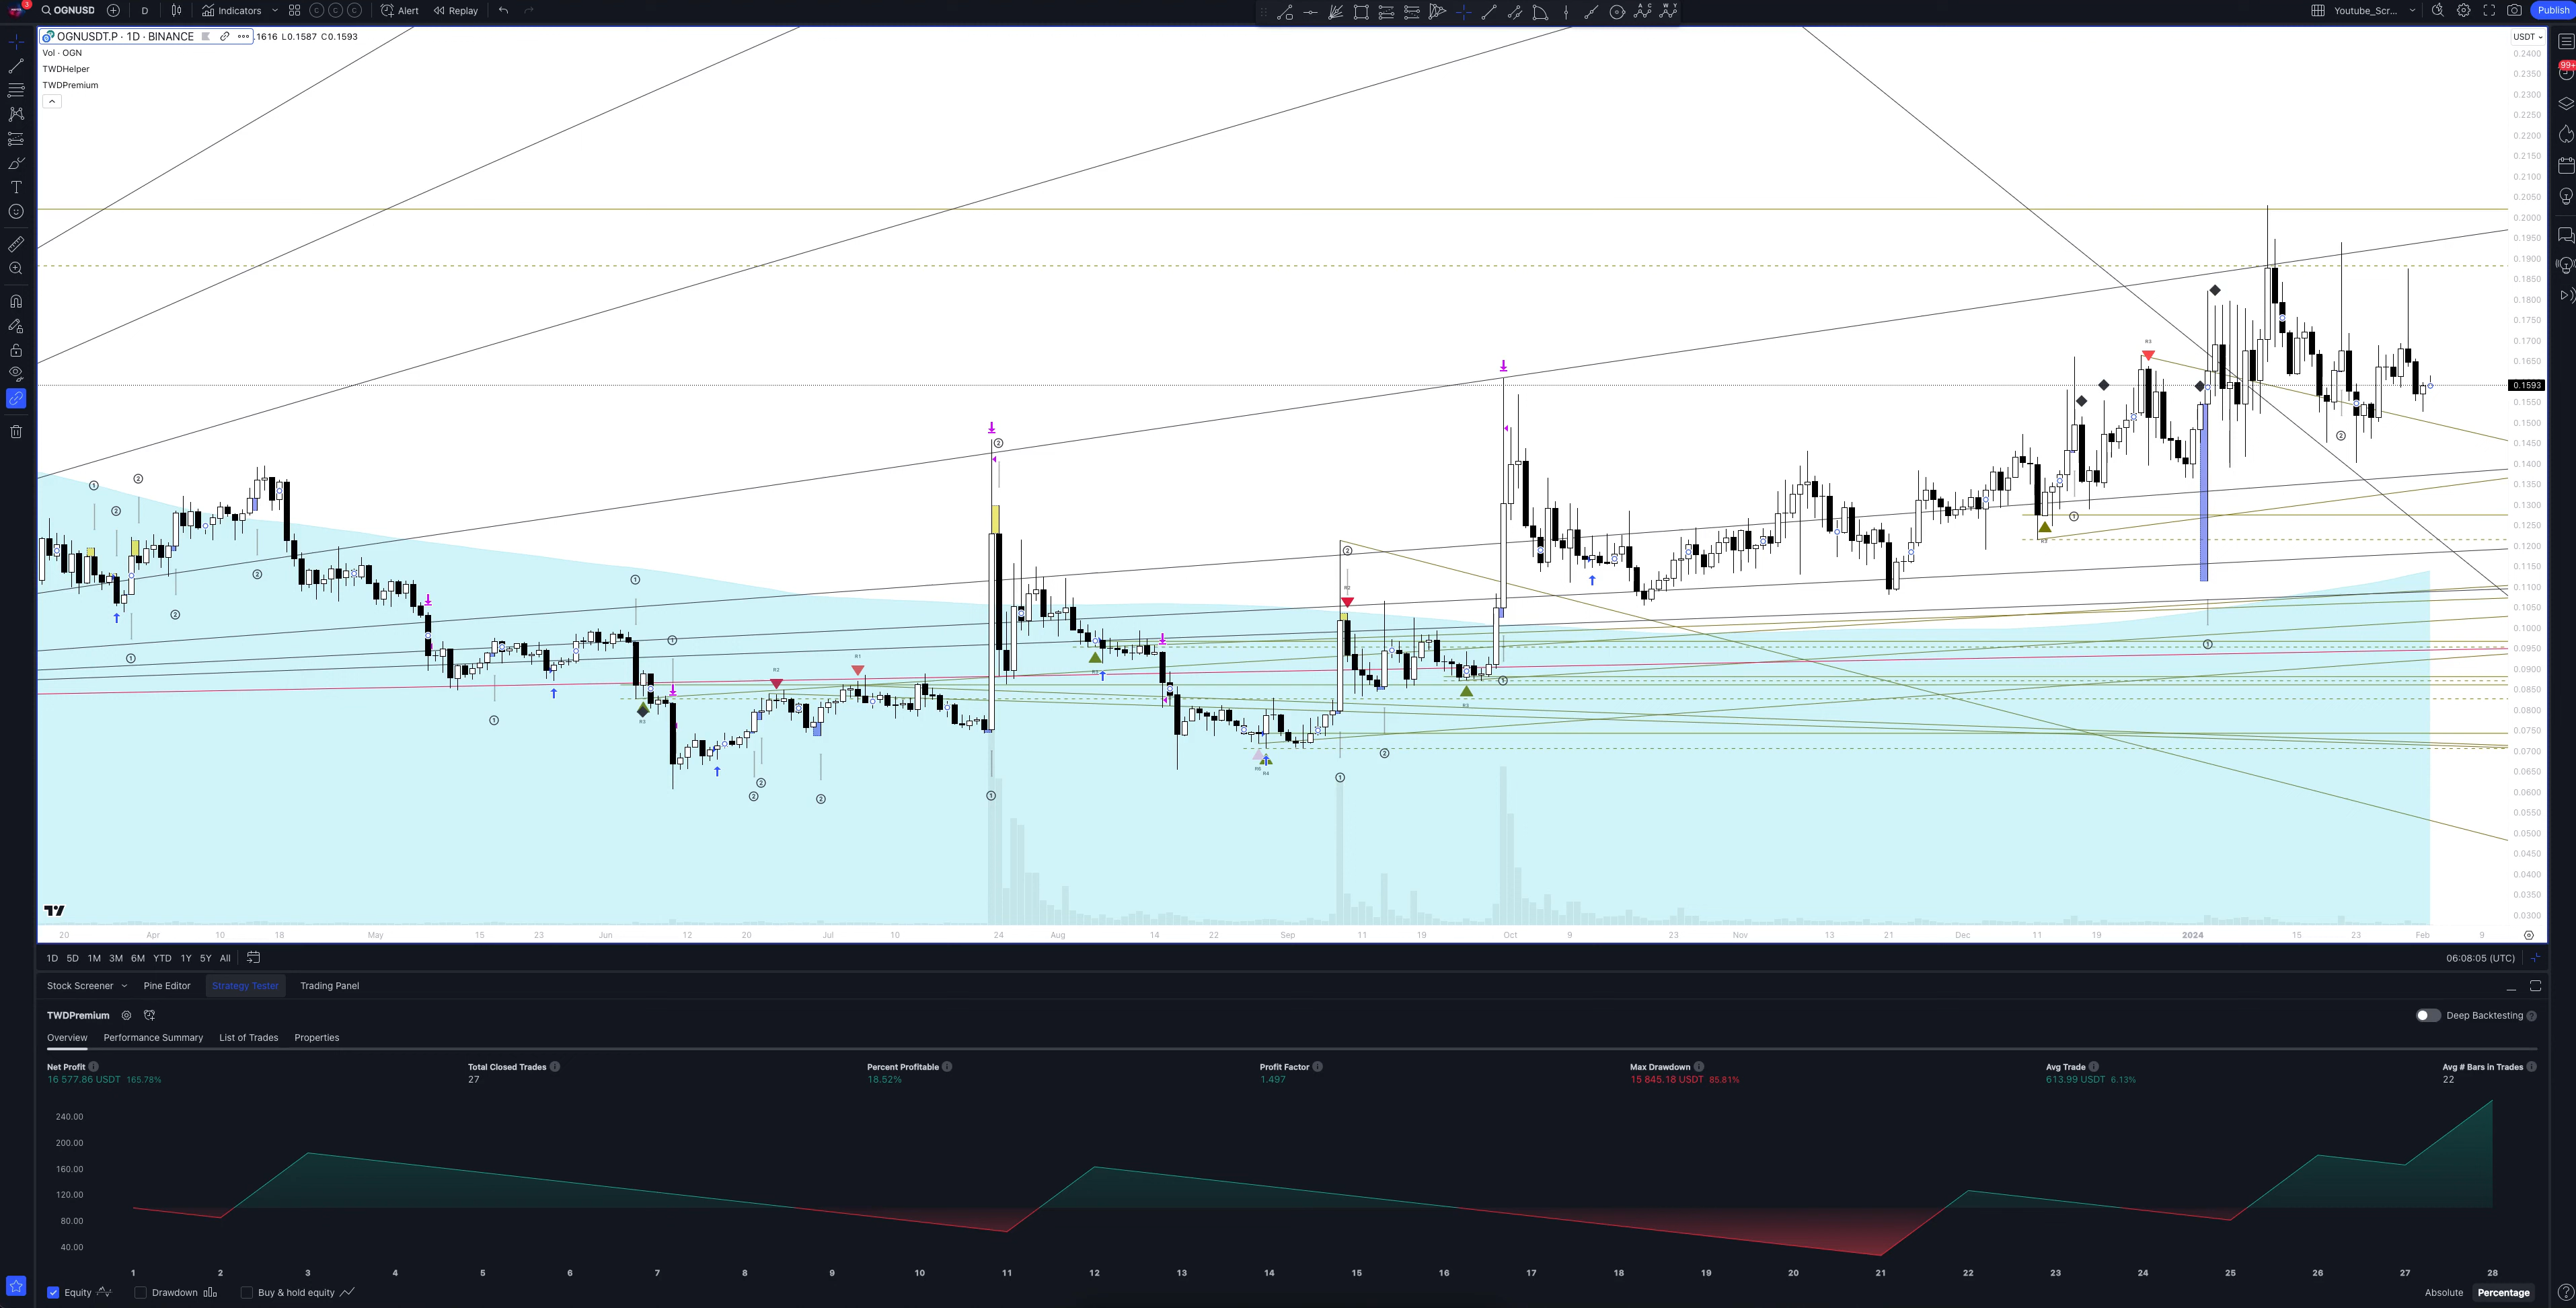 3
OGNUSD
D
Indicators
Alert
Replay
Youtube_Scr...
Publish
OGNUSDT.P · 1D · BINANCE
.1616 L0.1587 C0.1593
USDT
Vol · OGN
TWDHelper
TWDPremium
99+
0.2400
0.2350
0.2300
0.2250
0.2200
0.2150
0.2100
0.2050
0.2000
0.1950
0.1900
0.1850
0.1800
0.1750
0.1700
0.1650
0.1593
0.1550
0.1500
0.1450
0.1400
0.1350
0.1300
0.1250
0.1200
0.1150
0.1100
0.1050
0.1000
0.0950
0.0900
0.0850
0.0800
0.0750
0.0700
0.0650
0.0600
0.0550
0.0500
0.0450
0.0400
0.0350
0.0300
20 Apr 10 18 May 15 23 Jun 12 20 Jul 10 24 Aug 14 22 Sep 11 19 Oct 9 23 Nov 13 21 Dec 11 19 2024 15 23 Feb 9
1D 5D 1M 3M 6M YTD 1Y 5Y All
06:08:05 (UTC)
Stock Screener Pine Editor Strategy Tester Trading Panel
TWDPremium
Deep Backtesting
Overview Performance Summary List of Trades Properties
Net Profit Total Closed Trades Percent Profitable Profit Factor Max Drawdown Avg Trade Avg # Bars in Trades
16 577.86 USDT 165.78% 27 18.52% 1.497 15 845.18 USDT 85.81% 613.99 USDT 6.13% 22
240.00
200.00
160.00
120.00
80.00
40.00
1 2 3 4 5 6 7 8 9 10 11 12 13 14 15 16 17 18 19 20 21 22 23 24 25 26 27 28
Equity Drawdown Buy & hold equity
Absolute Percentage